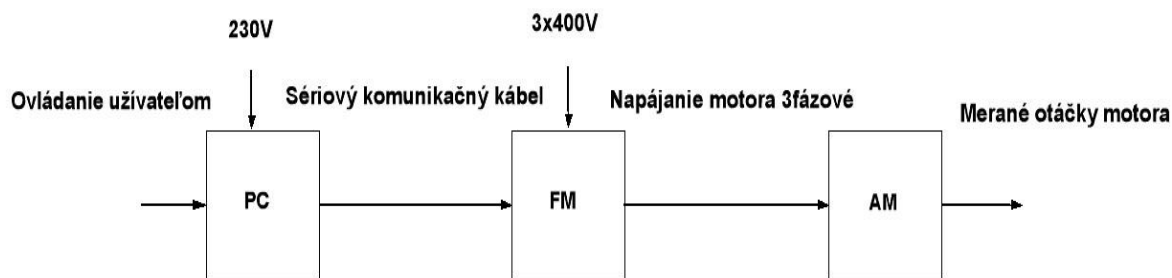 230V
3x400V
Ovládanie užívateľom
Sériový komunikačný kábel
Napájanie motora 3fázové
Merané otáčky motora
PC
FM
AM